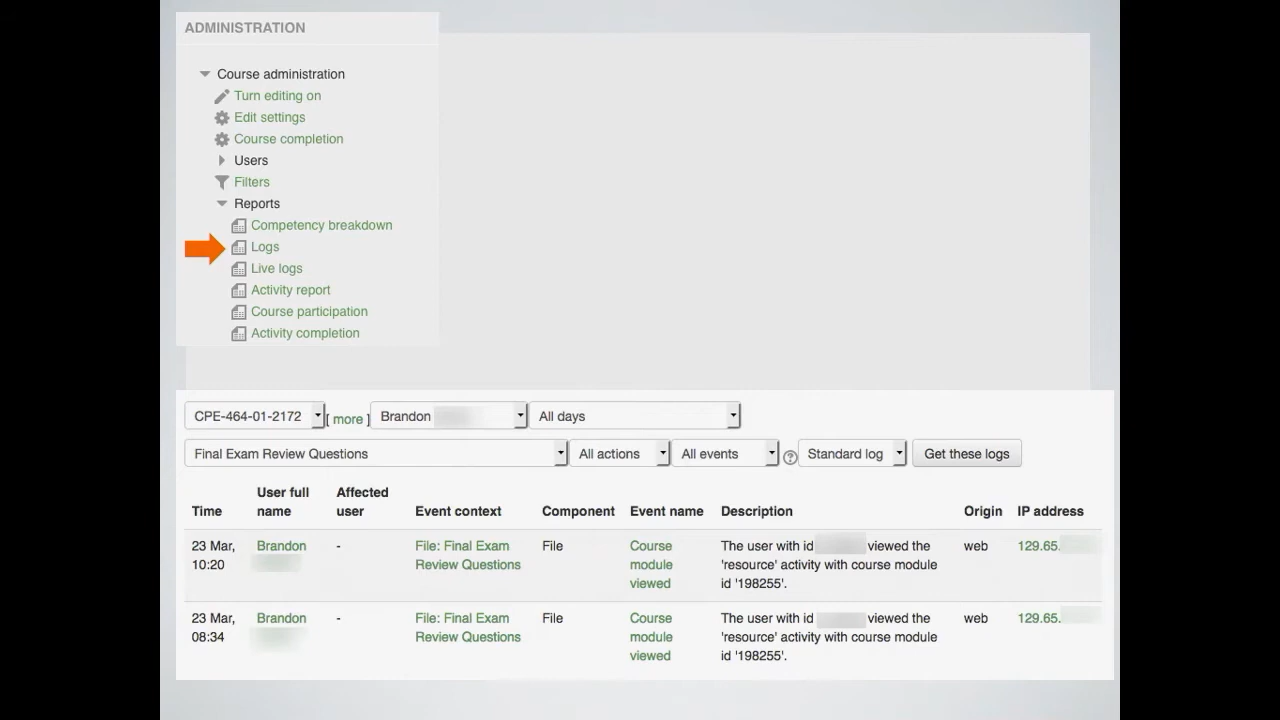 ADMINISTRATION
Course administration
Turn editing on
Edit settings
Course completion
Users
Filters
Reports
Competency breakdown
Logs
Live logs
Activity report
Course participation
Activity completion
CPE-464-01-2172 [ more ] Brandon All days
Final Exam Review Questions All actions All events ? Standard log Get these logs
User full Affected
Time name user Event context Component Event name Description Origin IP address
23 Mar, Brandon - File: Final Exam File Course The user with id viewed the web 129.65.
10:20 Review Questions module 'resource' activity with course module
viewed id '198255'.
23 Mar, Brandon - File: Final Exam File Course The user with id viewed the web 129.65.
08:34 Review Questions module 'resource' activity with course module
viewed id '198255'.